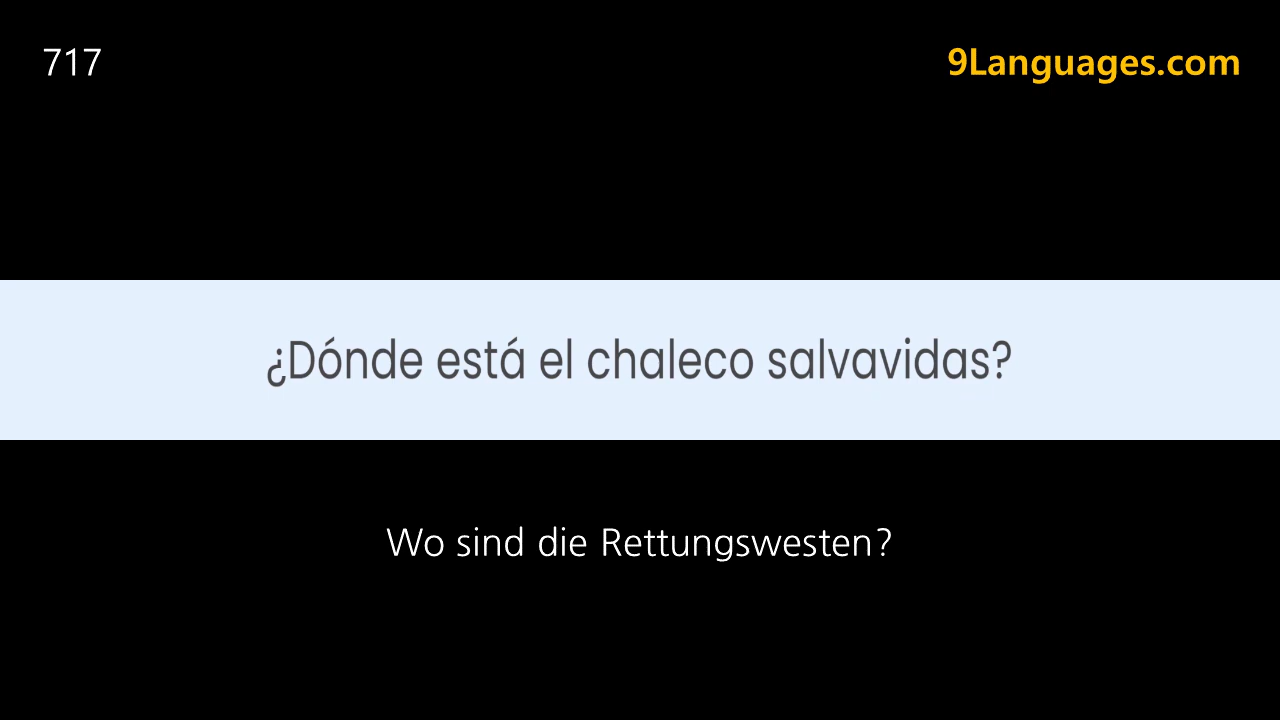 717
9Languages.com
¿Dónde está el chaleco salvavidas?
Wo sind die Rettungswesten?